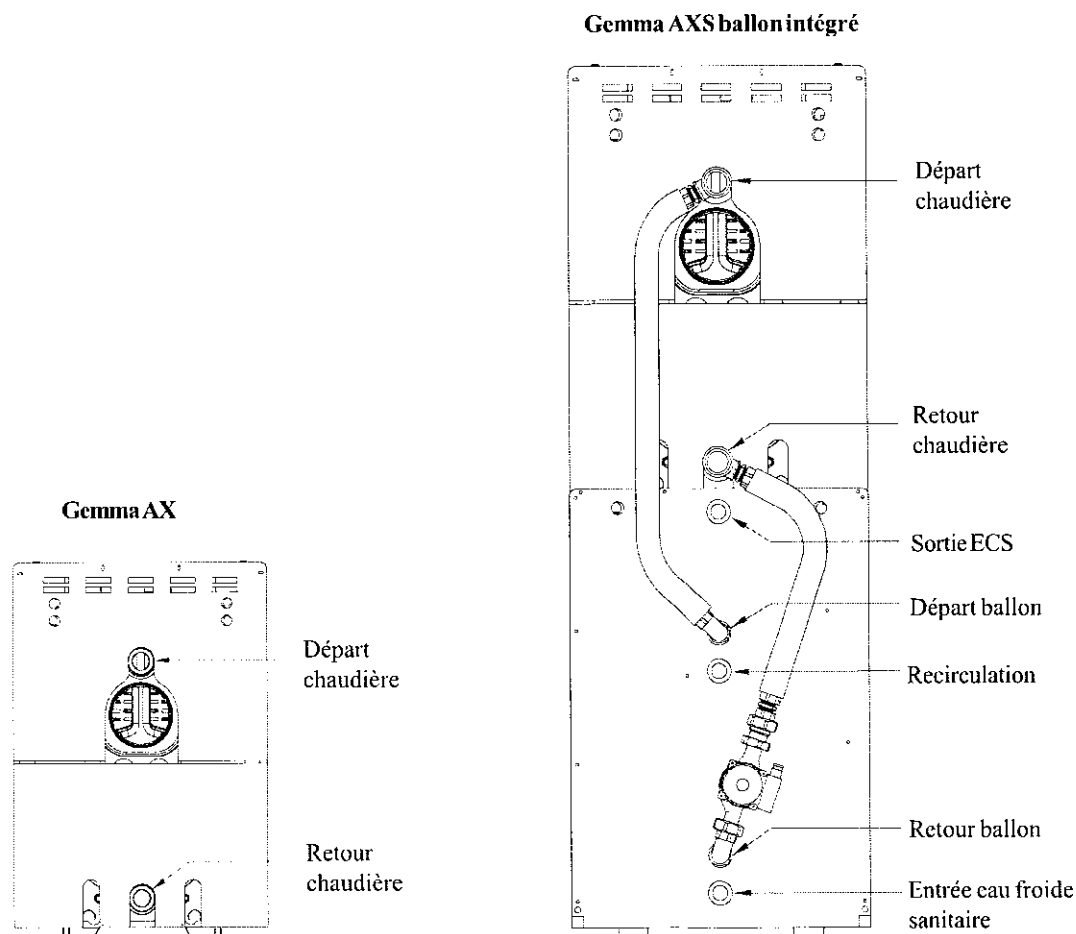 Gemma AXS ballon intégré
Départ
chaudière
Retour
chaudière
Sortie ECS
Départ ballon
Recirculation
Retour ballon
Entrée eau froide
sanitaire
Gemma AX
Départ
chaudière
Retour
chaudière